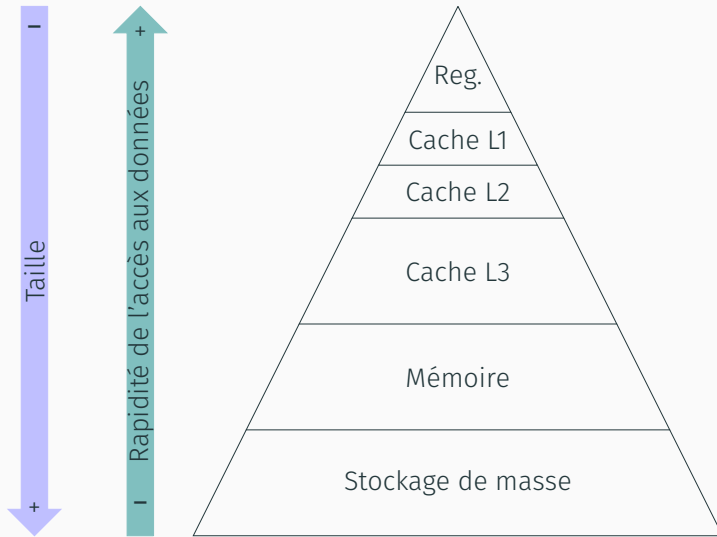 −
Taille
+
+
Rapidité de l'accès aux données
−
Reg.
Cache L1
Cache L2
Cache L3
Mémoire
Stockage de masse